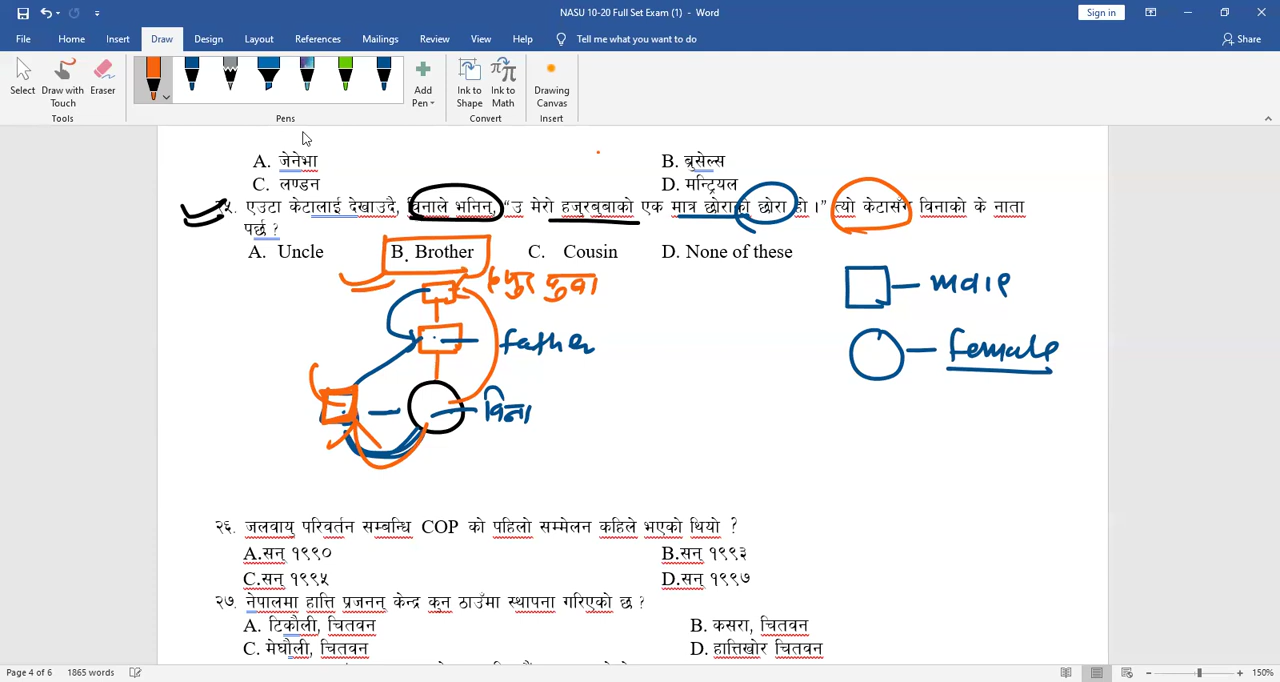 NASU 10-20 Full Set Exam (1) - Word
Sign in
File Home Insert Draw Design Layout References Mailings Review View Help Tell me what you want to do Share
Select Draw with Touch Eraser Add Pen Ink to Shape Ink to Math Drawing Canvas
Tools Pens Convert Insert
A. जेनेभा B. ब्रुसेल्स
C. लण्डन D. मन्ट्रियल
२५. एउटा केटालाई देखाउदै, विनाले भनिन्, “उ मेरो हजुरबुबाको एक मात्र छोराको छोरा हो ।” त्यो केटासँग विनाको के नाता
पर्छ ?
A. Uncle B. Brother C. Cousin D. None of these
हजुर बुबा
male
father
female
विना
२६. जलवायु परिवर्तन सम्बन्धि COP को पहिलो सम्मेलन कहिले भएको थियो ?
A.सन् १९९० B.सन् १९९३
C.सन् १९९५ D.सन् १९९७
२७. नेपालमा हात्ति प्रजनन् केन्द्र कुन ठाउँमा स्थापना गरिएको छ ?
A. टिकौली, चितवन B. कसरा, चितवन
C. मेघौली, चितवन D. हात्तिखोर चितवन
Page 4 of 6 1865 words 150%